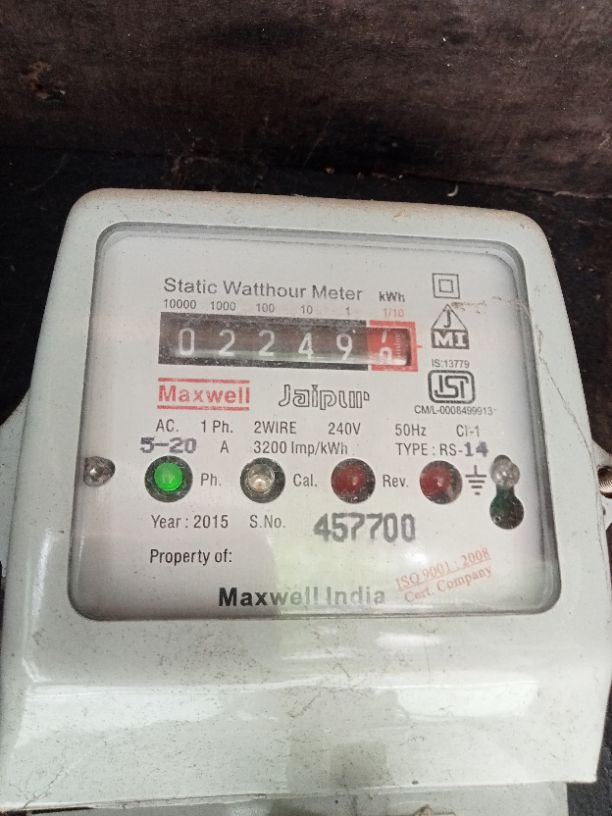 Static Watthour Meter kWh
10000 1000 100 10 1 1/10
0 2 2 4 9
JMI
IS:13779
Maxwell Jaipur
CM/L-0008499913
AC. 1 Ph. 2WIRE 240V 50Hz Cl-1
5-20 A 3200 Imp/kWh TYPE : RS-14
Ph. Cal. Rev.
Year : 2015 S.No. 457700
Property of:
ISO 9001 : 2008
Cert. Company
Maxwell India